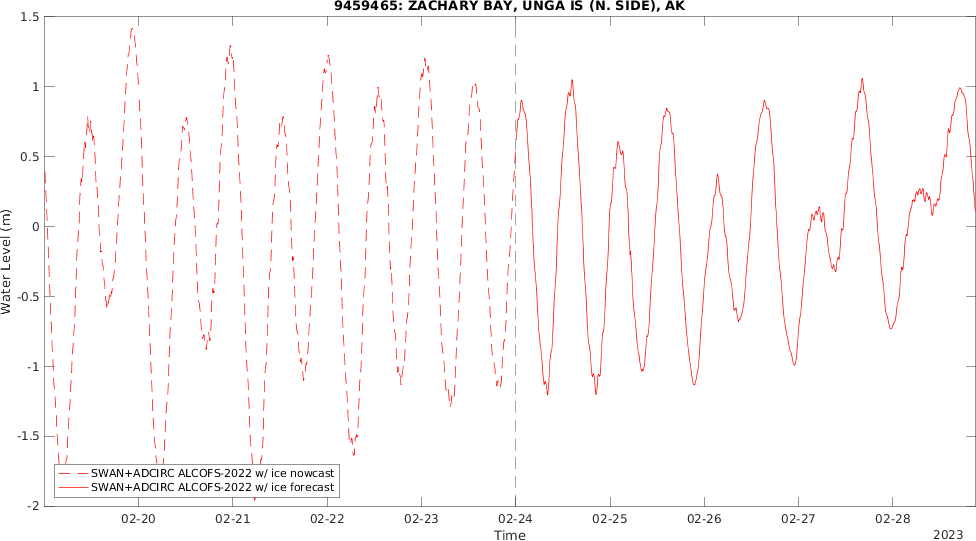 9459465: ZACHARY BAY, UNGA IS (N. SIDE), AK
1.5
1
0.5
0
-0.5
-1
-1.5
-2
Water Level (m)
SWAN+ADCIRC ALCOFS-2022 w/ ice nowcast
SWAN+ADCIRC ALCOFS-2022 w/ ice forecast
02-20 02-21 02-22 02-23 02-24 02-25 02-26 02-27 02-28
Time
2023